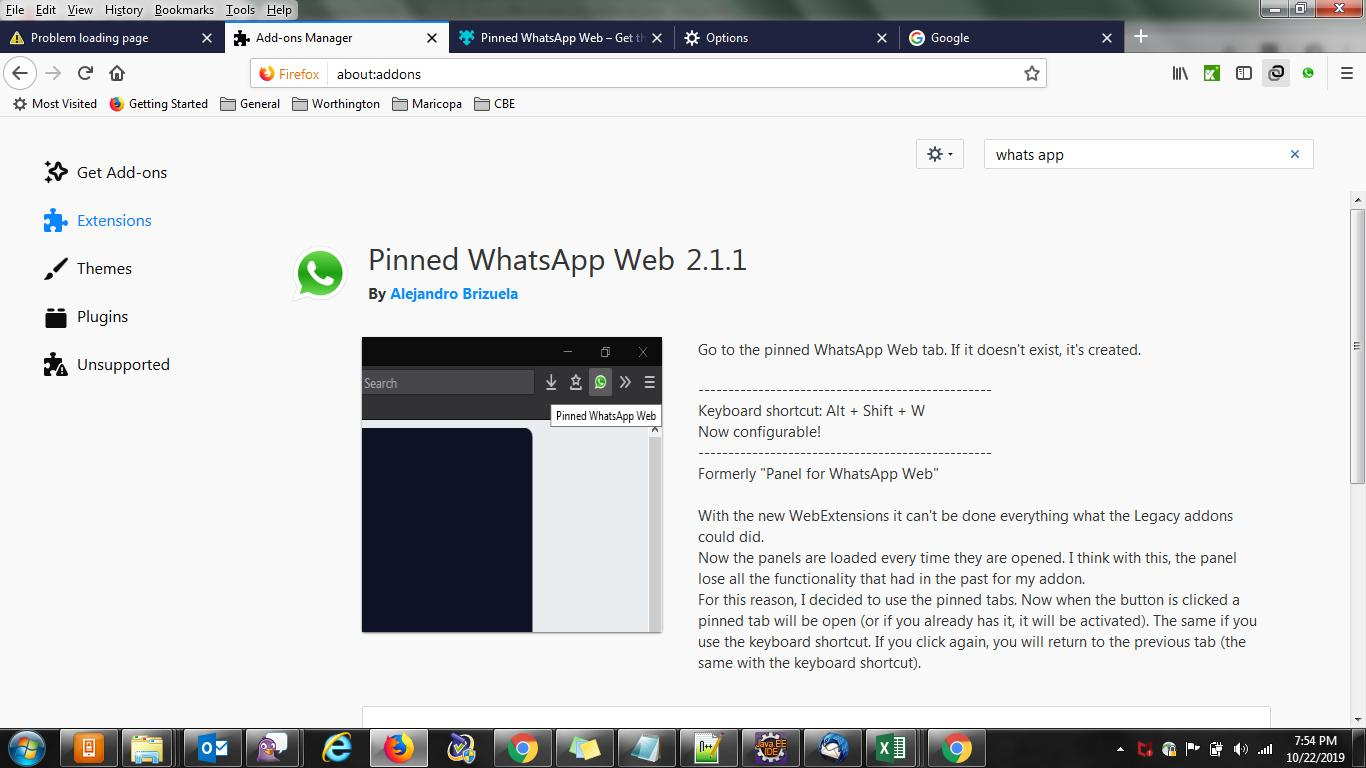 File Edit View History Bookmarks Tools Help
Problem loading page
Add-ons Manager
Pinned WhatsApp Web – Get th
Options
Google
Firefox
about:addons
Most Visited
Getting Started
General
Worthington
Maricopa
CBE
whats app
Get Add-ons
Extensions
Themes
Plugins
Unsupported
Pinned WhatsApp Web 2.1.1
By Alejandro Brizuela
Search
Pinned WhatsApp Web
Go to the pinned WhatsApp Web tab. If it doesn't exist, it's created.
-------------------------------------------------
Keyboard shortcut: Alt + Shift + W
Now configurable!
-------------------------------------------------
Formerly "Panel for WhatsApp Web"
With the new WebExtensions it can't be done everything what the Legacy addons
could did.
Now the panels are loaded every time they are opened. I think with this, the panel
lose all the functionality that had in the past for my addon.
For this reason, I decided to use the pinned tabs. Now when the button is clicked a
pinned tab will be open (or if you already has it, it will be activated). The same if you
use the keyboard shortcut. If you click again, you will return to the previous tab (the
same with the keyboard shortcut).
Java EE
IDE
7:54 PM
10/22/2019